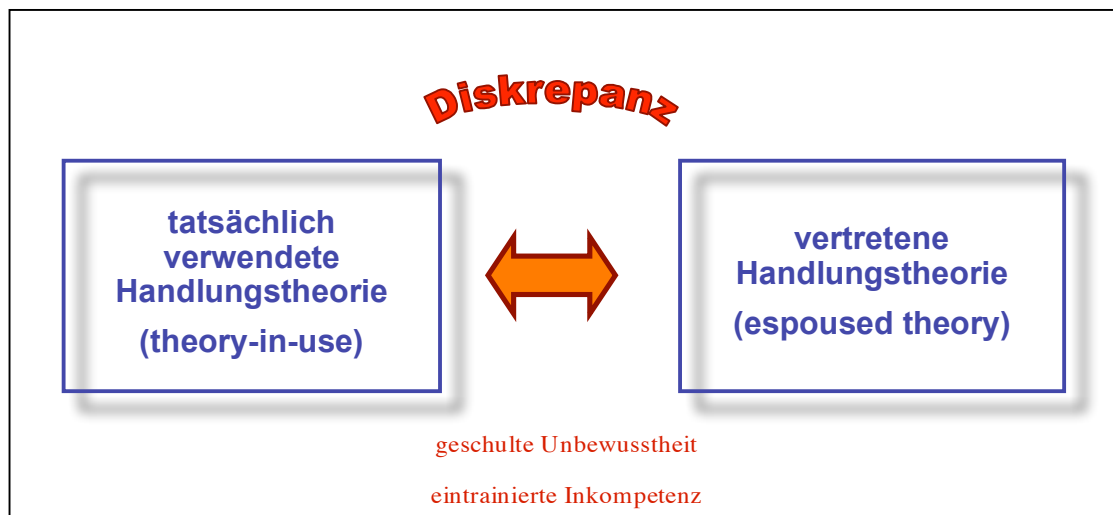 Diskrepanz
tatsächlich
verwendete
Handlungstheorie
(theory-in-use)
vertretene
Handlungstheorie
(espoused theory)
geschulte Unbewusstheit
eintrainierte Inkompetenz